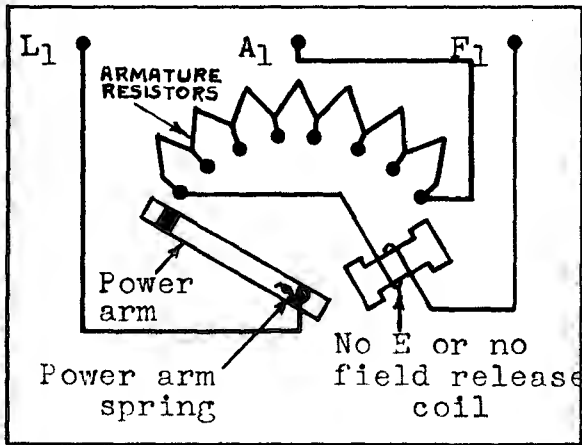 L1 A1 F1
ARMATURE
RESISTORS
Power
arm
Power arm
spring
No E or no
field release
coil